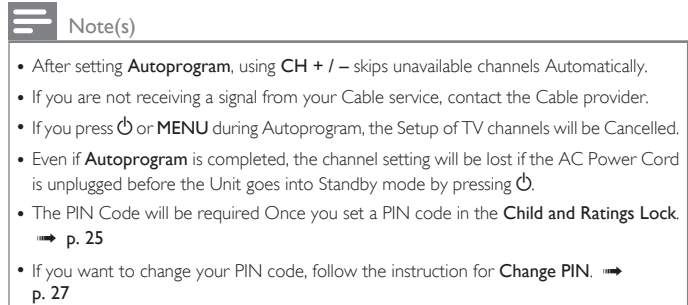 Note(s)
• After setting Autoprogram, using CH + / – skips unavailable channels Automatically.
• If you are not receiving a signal from your Cable service, contact the Cable provider.
• If you press ⏻ or MENU during Autoprogram, the Setup of TV channels will be Cancelled.
• Even if Autoprogram is completed, the channel setting will be lost if the AC Power Cord
is unplugged before the Unit goes into Standby mode by pressing ⏻.
• The PIN Code will be required Once you set a PIN code in the Child and Ratings Lock.
➟ p. 25
• If you want to change your PIN code, follow the instruction for Change PIN. ➟
p. 27